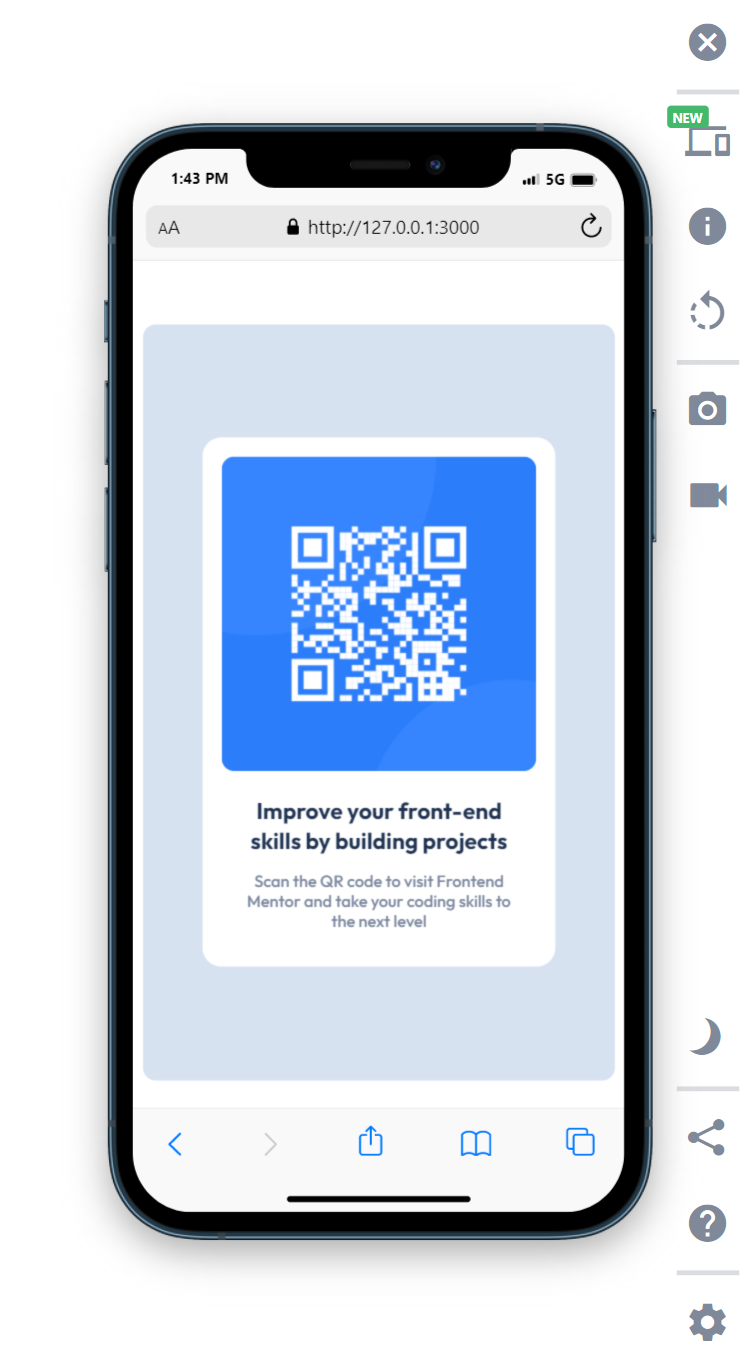 NEW
1:43 PM
5G
AA
http://127.0.0.1:3000
Improve your front-end
skills by building projects
Scan the QR code to visit Frontend
Mentor and take your coding skills to
the next level